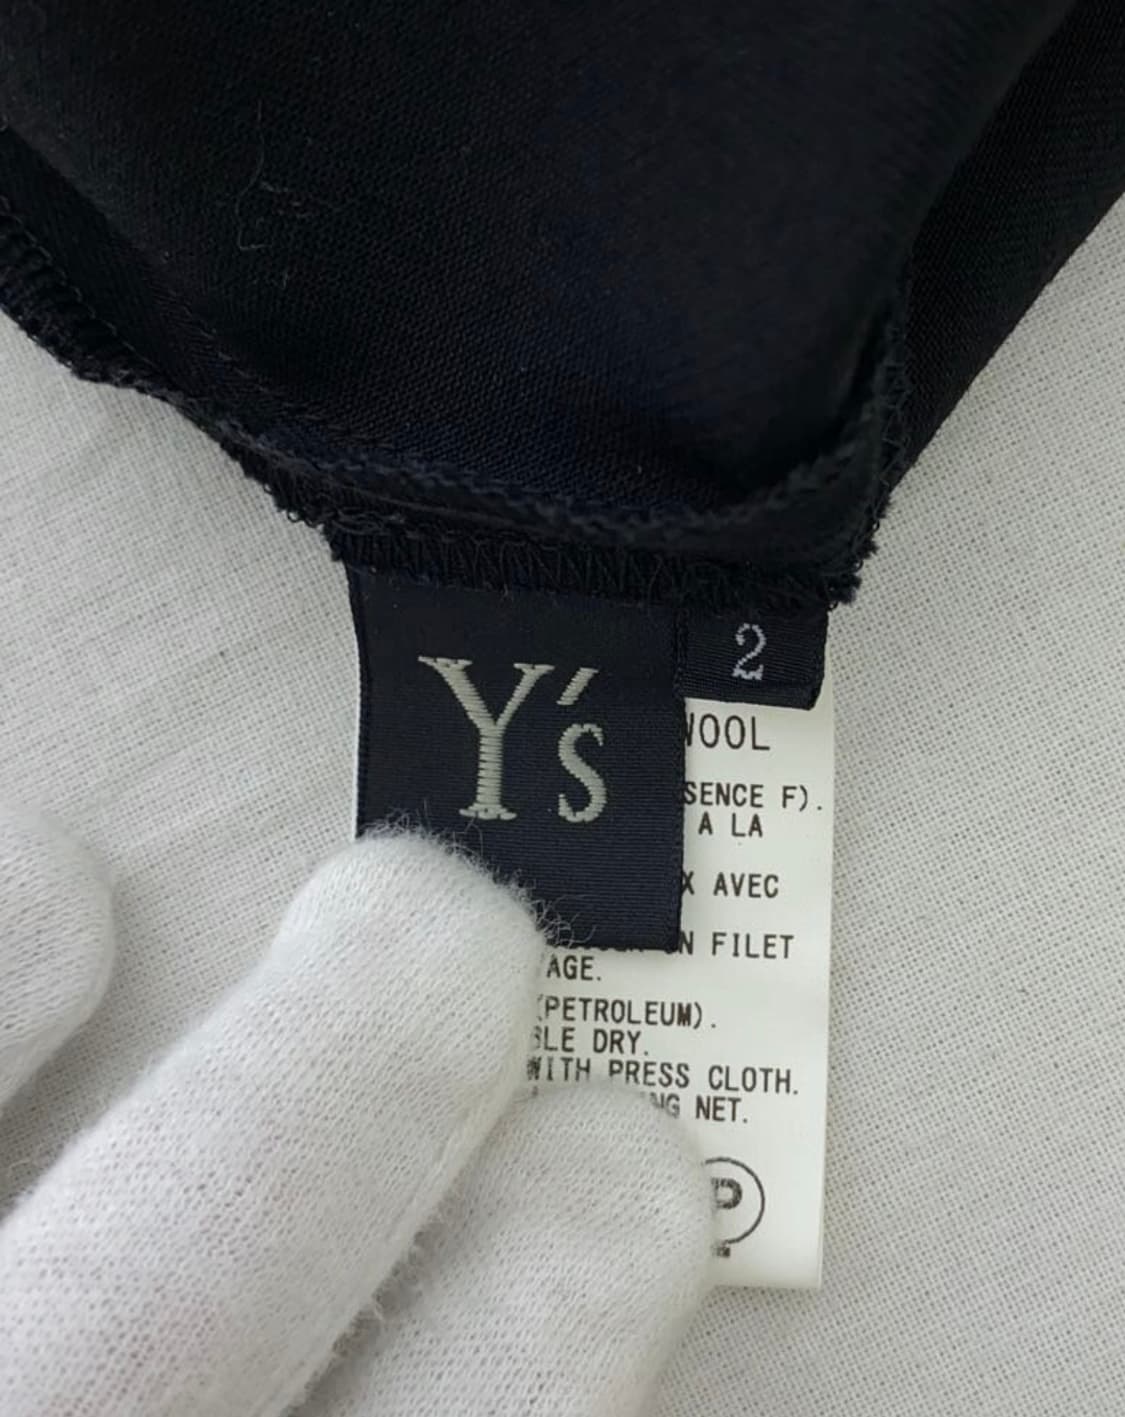 Y's
2
WOOL
SENCE F).
A LA
X AVEC
FILET
AGE.
(PETROLEUM).
BLE DRY.
WITH PRESS CLOTH.
NG NET.
P